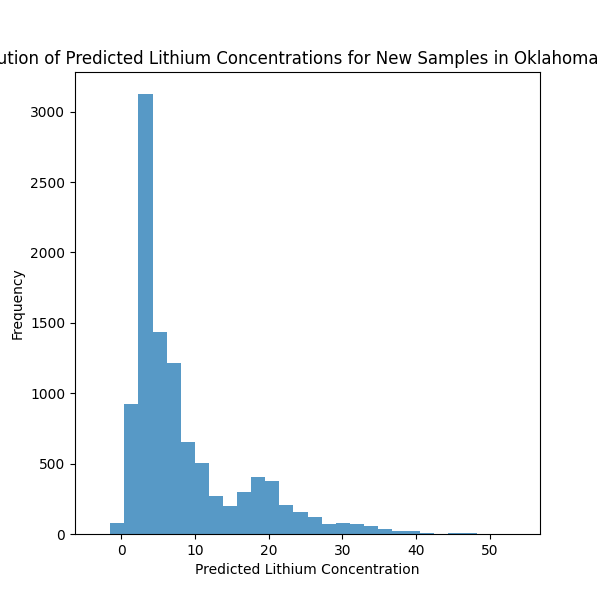 ution of Predicted Lithium Concentrations for New Samples in Oklahoma
3000
2500
2000
1500
1000
500
0
Frequency
0 10 20 30 40 50
Predicted Lithium Concentration